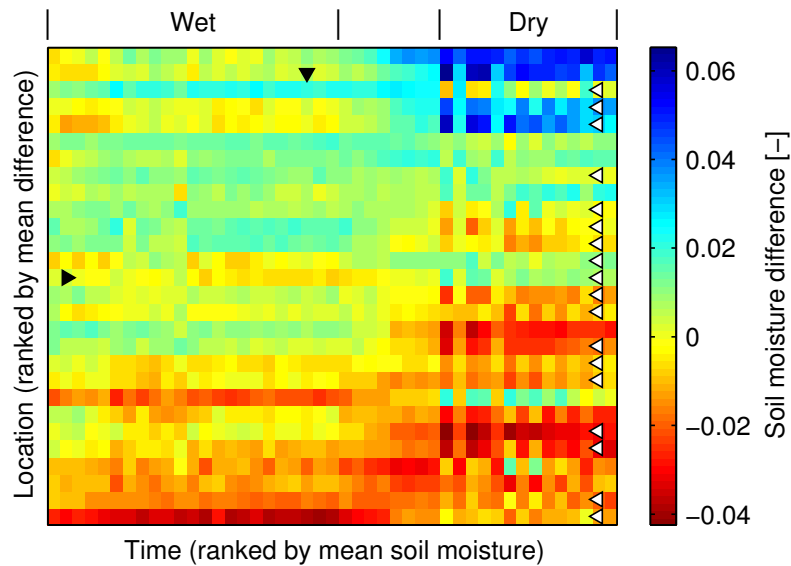 Wet
Dry
Location (ranked by mean difference)
Time (ranked by mean soil moisture)
0.06
0.04
0.02
0
−0.02
−0.04
Soil moisture difference [-]